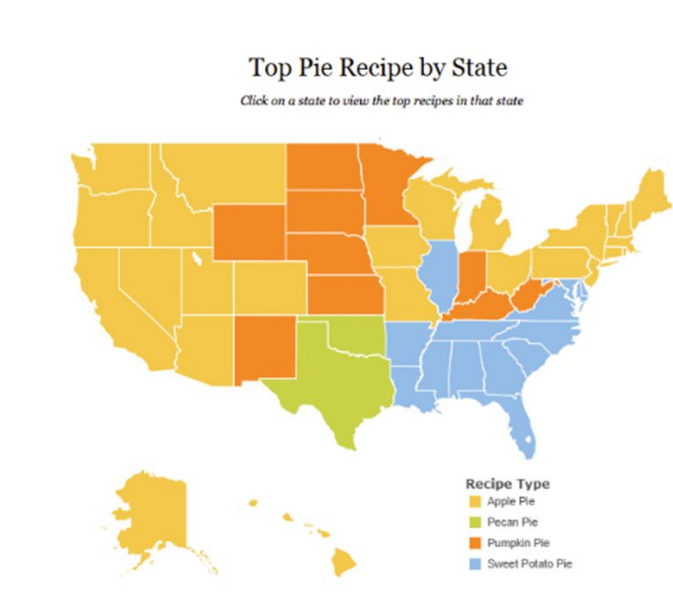 Top Pie Recipe by State
Click on a state to view the top recipes in that state
Recipe Type
Apple Pie
Pecan Pie
Pumpkin Pie
Sweet Potato Pie